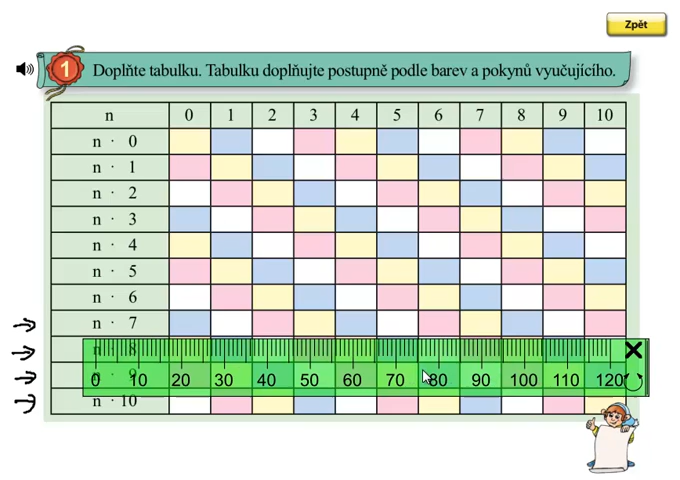 Zpět
1 Doplňte tabulku. Tabulku doplňujte postupně podle barev a pokynů vyučujícího.
n 0 1 2 3 4 5 6 7 8 9 10
n · 0
n · 1
n · 2
n · 3
n · 4
n · 5
n · 6
n · 7
n · 8
n · 9
0 10 20 30 40 50 60 70 80 90 100 110 120
n · 10